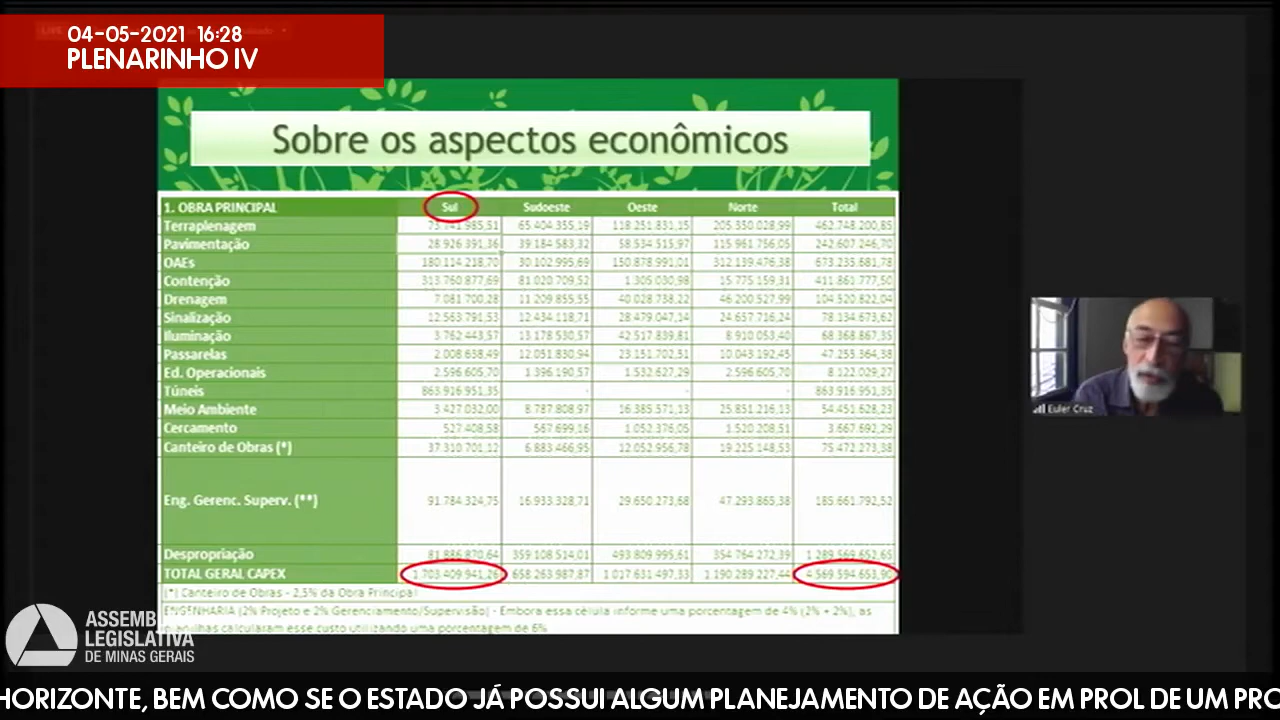 04-05-2021 16:28
PLENARINHO IV
Sobre os aspectos econômicos
1. OBRA PRINCIPAL Sul Sudoeste Oeste Norte Total
Terraplenagem 65 404 355,19 118 251 831,15 205 350 028,99 462 748 200,85
Pavimentação 28 926 391,36 39 184 583,32 58 534 515,97 115 961 756,05 242 607 246,70
OAEs 180 114 218,70 30 102 995,69 150 878 991,01 312 139 476,38 673 235 681,78
Contenção 313 760 877,69 81 020 709,52 1 305 030,98 15 775 159,31 411 861 777,50
Drenagem 7 081 700,28 11 209 855,55 40 028 738,22 46 200 527,99 104 520 822,04
Sinalização 12 563 791,53 12 434 118,71 28 479 047,14 24 657 716,24 78 134 673,62
Iluminação 3 762 443,57 13 178 530,57 42 517 839,81 8 910 053,40 68 368 867,35
Passarelas 2 008 638,49 12 051 830,94 23 151 702,51 10 043 192,45 47 255 364,38
Ed. Operacionais 2 596 605,70 1 396 190,57 1 532 627,29 2 596 605,70 8 122 029,27
Túneis 863 916 951,35 - - - 863 916 951,35
Meio Ambiente 3 427 032,00 8 787 808,97 16 385 571,13 25 851 216,13 54 451 628,23
Cercamento 527 408,58 567 699,16 1 052 376,05 1 520 208,51 3 667 692,29
Canteiro de Obras (*) 37 310 701,12 6 883 466,95 12 052 956,78 19 225 148,53 75 472 273,38
Eng. Gerenc. Superv. (**) 91 784 324,75 16 933 328,71 29 650 273,68 47 293 865,38 185 661 792,52
Despropriação 81 886 870,64 359 108 514,01 493 809 995,61 354 764 272,39 1 289 569 652,65
TOTAL GERAL CAPEX 1 703 409 941,26 658 263 987,87 1 017 631 497,33 1 190 289 227,44 4 569 594 653,90
(*) Canteiro de Obras - 2,5% da Obra Principal
ENGENHARIA (2% Projeto e 2% Gerenciamento/Supervisão) - Embora essa célula informe uma porcentagem de 4% (2% + 2%), as
planilhas calcularam esse custo utilizando uma porcentagem de 6%
Euler Cruz
ASSEMB
LEGISLATIVA
DE MINAS GERAIS
HORIZONTE, BEM COMO SE O ESTADO JÁ POSSUI ALGUM PLANEJAMENTO DE AÇÃO EM PROL DE UM PRO